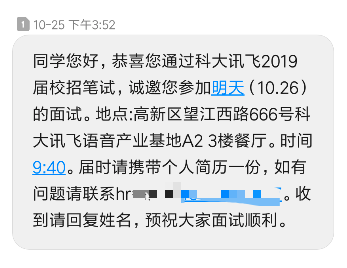 1 10-25 下午3:52
同学您好，恭喜您通过科大讯飞2019
届校招笔试，诚邀您参加明天（10.26）
的面试。地点:高新区望江西路666号科
大讯飞语音产业基地A2 3楼餐厅。时间
9:40。届时请携带个人简历一份，如有
问题请联系hr 。收
到请回复姓名，预祝大家面试顺利。